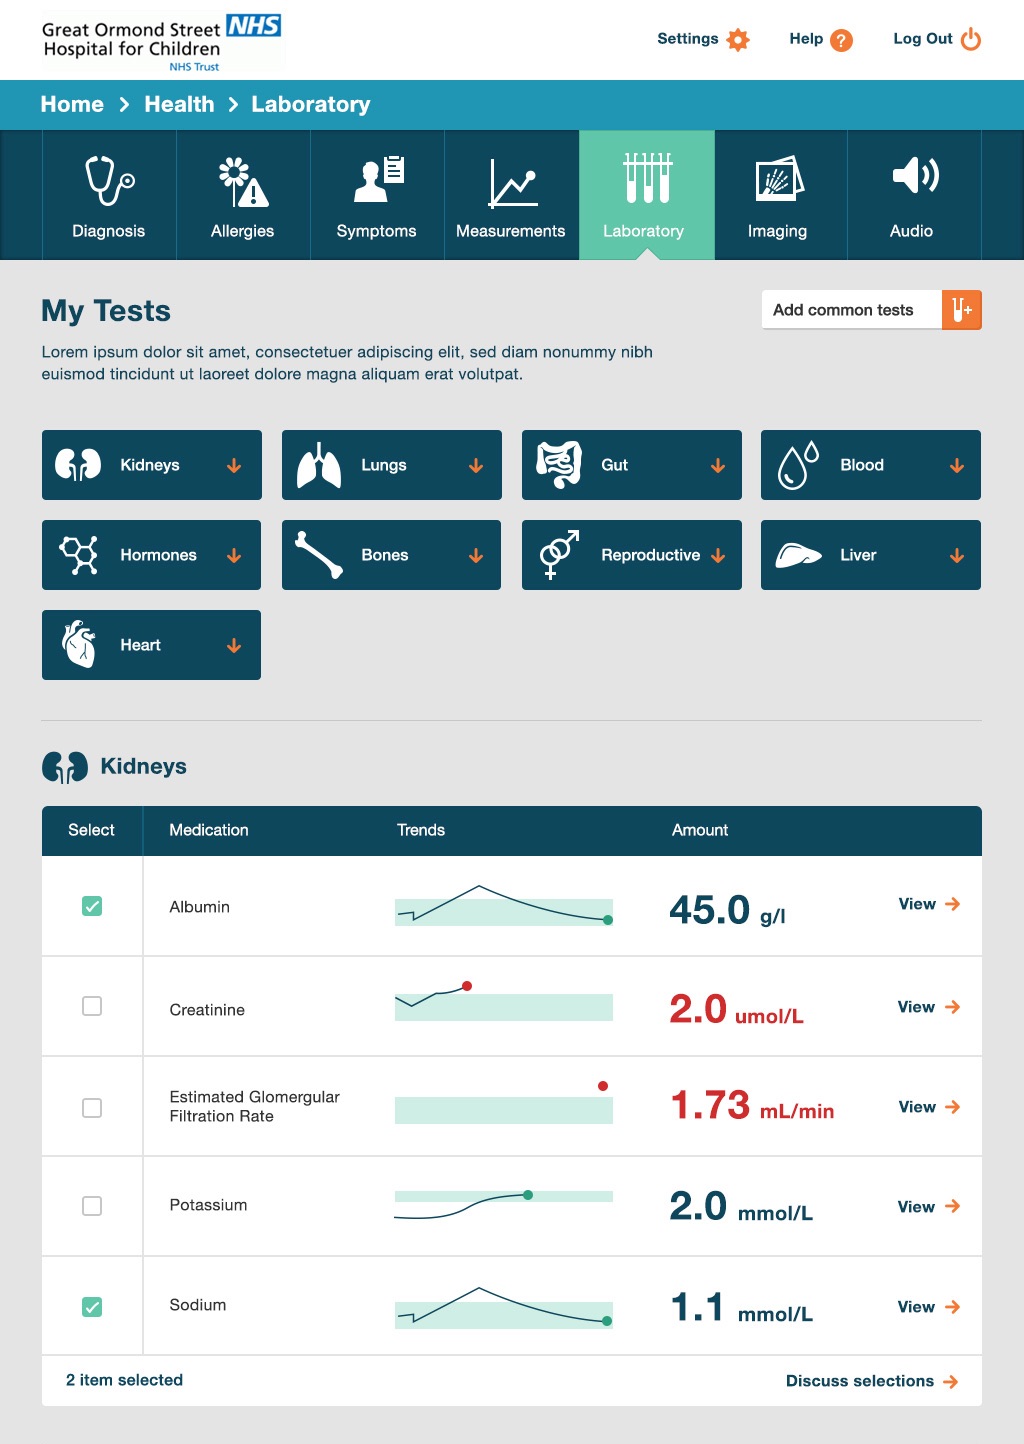 Great Ormond Street NHS
Hospital for Children
NHS Trust
Settings
Help ?
Log Out
Home > Health > Laboratory
Diagnosis
Allergies
Symptoms
Measurements
Laboratory
Imaging
Audio
My Tests
Add common tests
Lorem ipsum dolor sit amet, consectetuer adipiscing elit, sed diam nonummy nibh
euismod tincidunt ut laoreet dolore magna aliquam erat volutpat.
Kidneys
Lungs
Gut
Blood
Hormones
Bones
Reproductive
Liver
Heart
Kidneys
Select Medication Trends Amount
Albumin 45.0 g/l View
Creatinine 2.0 umol/L View
Estimated Glomergular
Filtration Rate 1.73 mL/min View
Potassium 2.0 mmol/L View
Sodium 1.1 mmol/L View
2 item selected Discuss selections